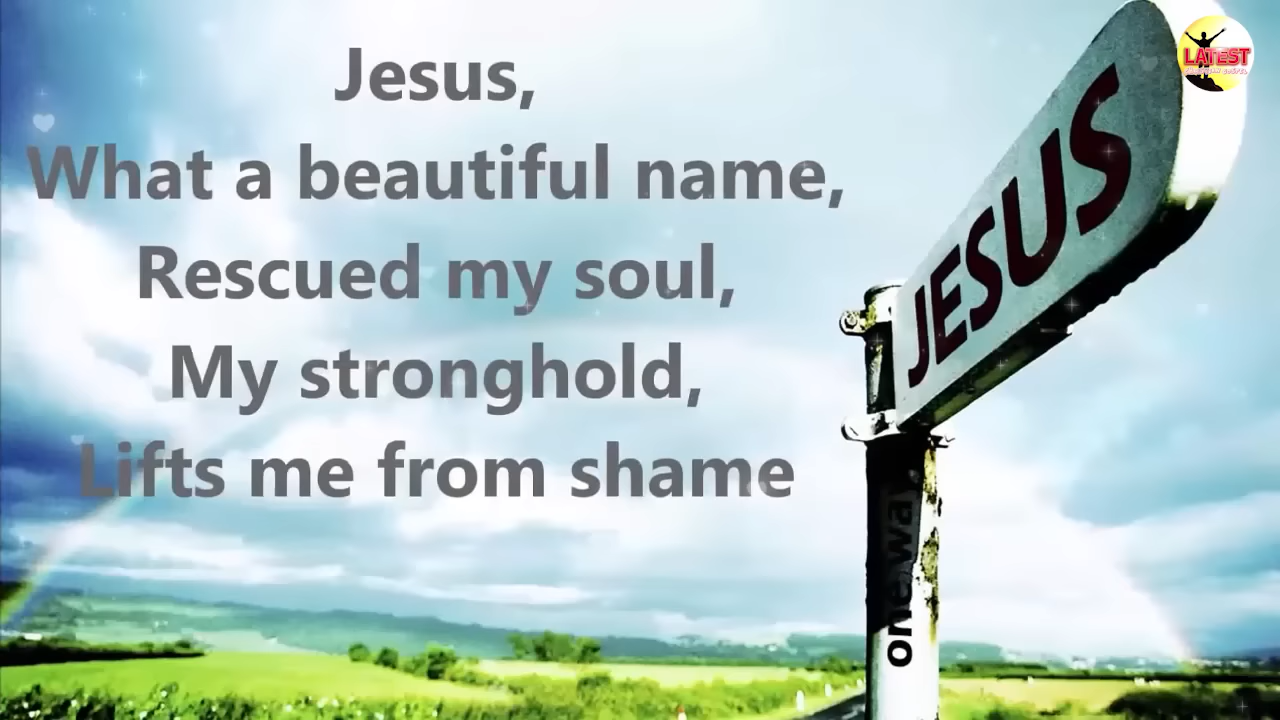 Jesus,
What a beautiful name,
Rescued my soul,
My stronghold,
Lifts me from shame
JESUS
one way
LATEST